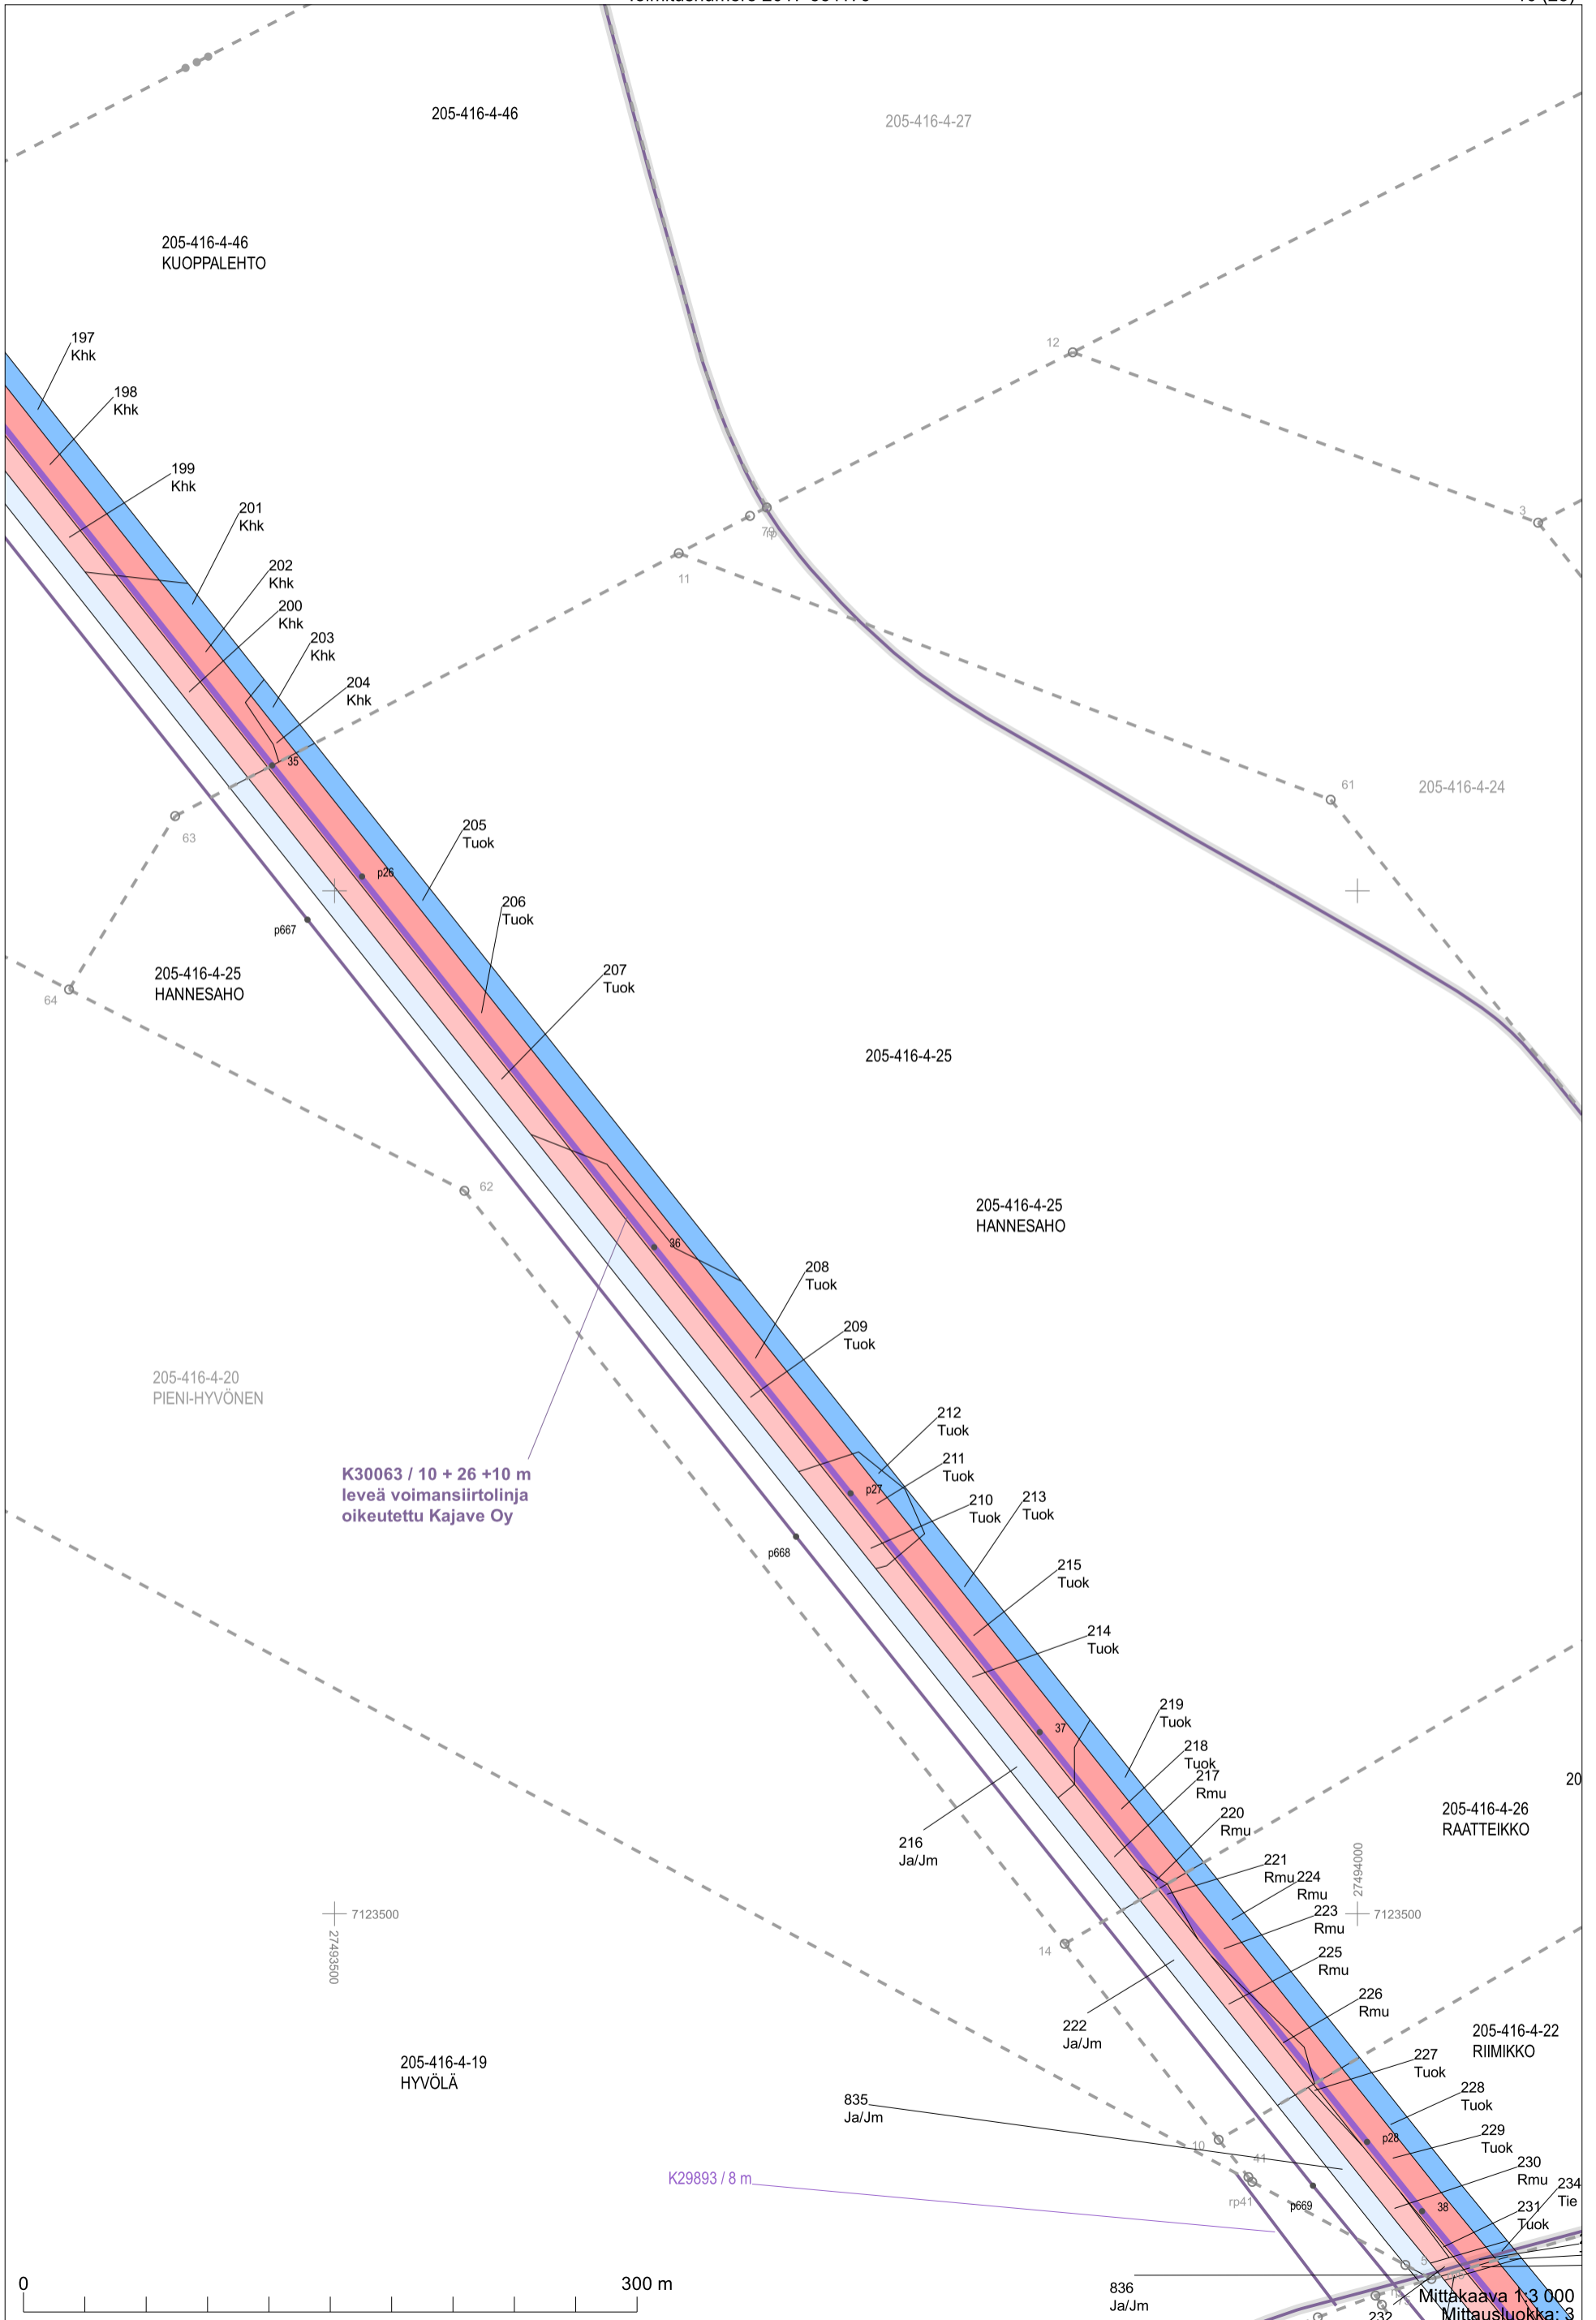 205-416-4-46
205-416-4-27
205-416-4-46
KUOPPALEHTO
197
Khk
12
198
Khk
199
Khk
201
Khk
3
11
202
Khk
200
Khk
203
Khk
204
Khk
35
61
205-416-4-24
63
205
Tuok
p26
206
Tuok
p667
207
Tuok
205-416-4-25
HANNESAHO
64
205-416-4-25
62
205-416-4-25
HANNESAHO
36
208
Tuok
209
Tuok
205-416-4-20
PIENI-HYVÖNEN
212
Tuok
211
Tuok
K30063 / 10 + 26 +10 m
leveä voimansiirtolinja
oikeutettu Kajave Oy
p27
210
Tuok
213
Tuok
p668
215
Tuok
214
Tuok
219
Tuok
37
218
Tuok
217
Rmu
20
205-416-4-26
RAATTEIKKO
220
Rmu
216
Ja/Jm
221
Rmu
224
Rmu
27494000
7123500
7123500
27493500
223
Rmu
14
225
Rmu
226
Rmu
222
Ja/Jm
205-416-4-22
RIIMIKKO
205-416-4-19
HYVÖLÄ
227
Tuok
228
Tuok
835
Ja/Jm
10
41
p28
229
Tuok
K29893 / 8 m
230
Rmu
234
Tie
rp41
p669
38
231
Tuok
5
0
300 m
836
Ja/Jm
232
Mittakaava 1:3 000
Mittausluokka: 3